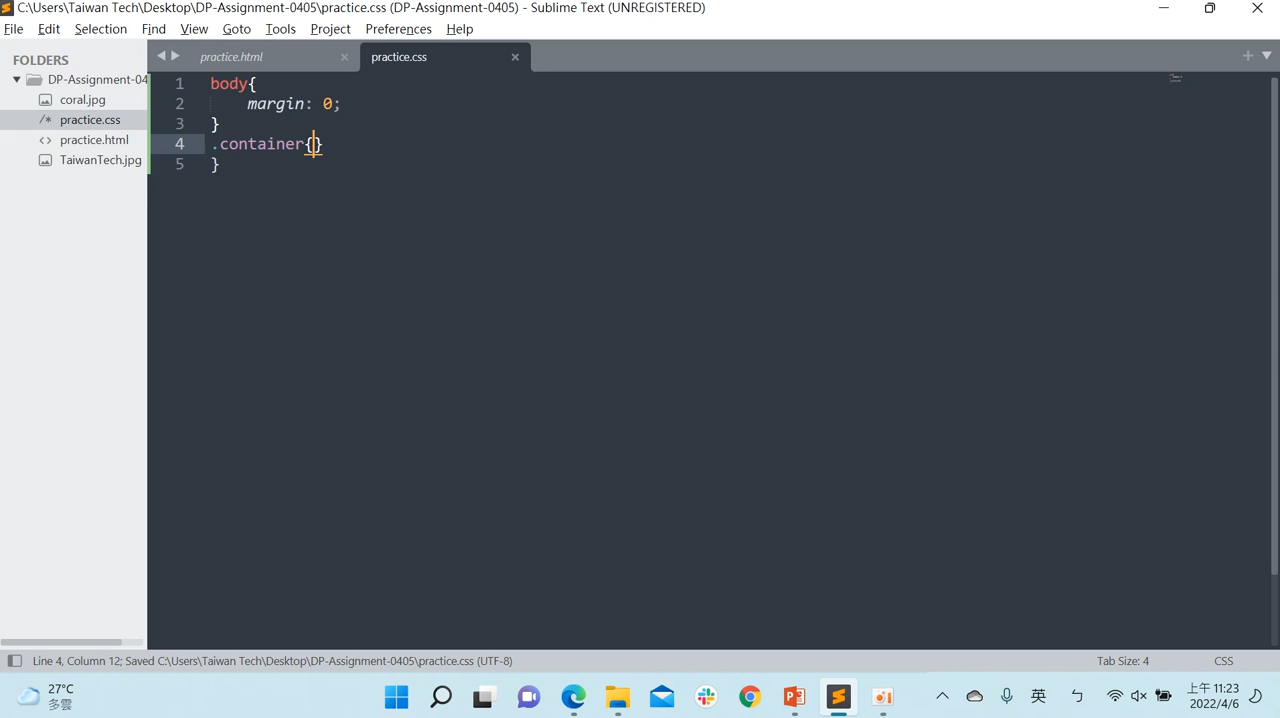 C:\Users\Taiwan Tech\Desktop\DP-Assignment-0405\practice.css (DP-Assignment-0405) - Sublime Text (UNREGISTERED)
File Edit Selection Find View Goto Tools Project Preferences Help
FOLDERS
DP-Assignment-04
coral.jpg
/* practice.css
<> practice.html
TaiwanTech.jpg
practice.html × practice.css ×
1 body{
2 margin: 0;
3 }
4 .container{}
5 }
Line 4, Column 12; Saved C:\Users\Taiwan Tech\Desktop\DP-Assignment-0405\practice.css (UTF-8)
Tab Size: 4
CSS
27°C
多雲
英
ㄅ
上午 11:23
2022/4/6